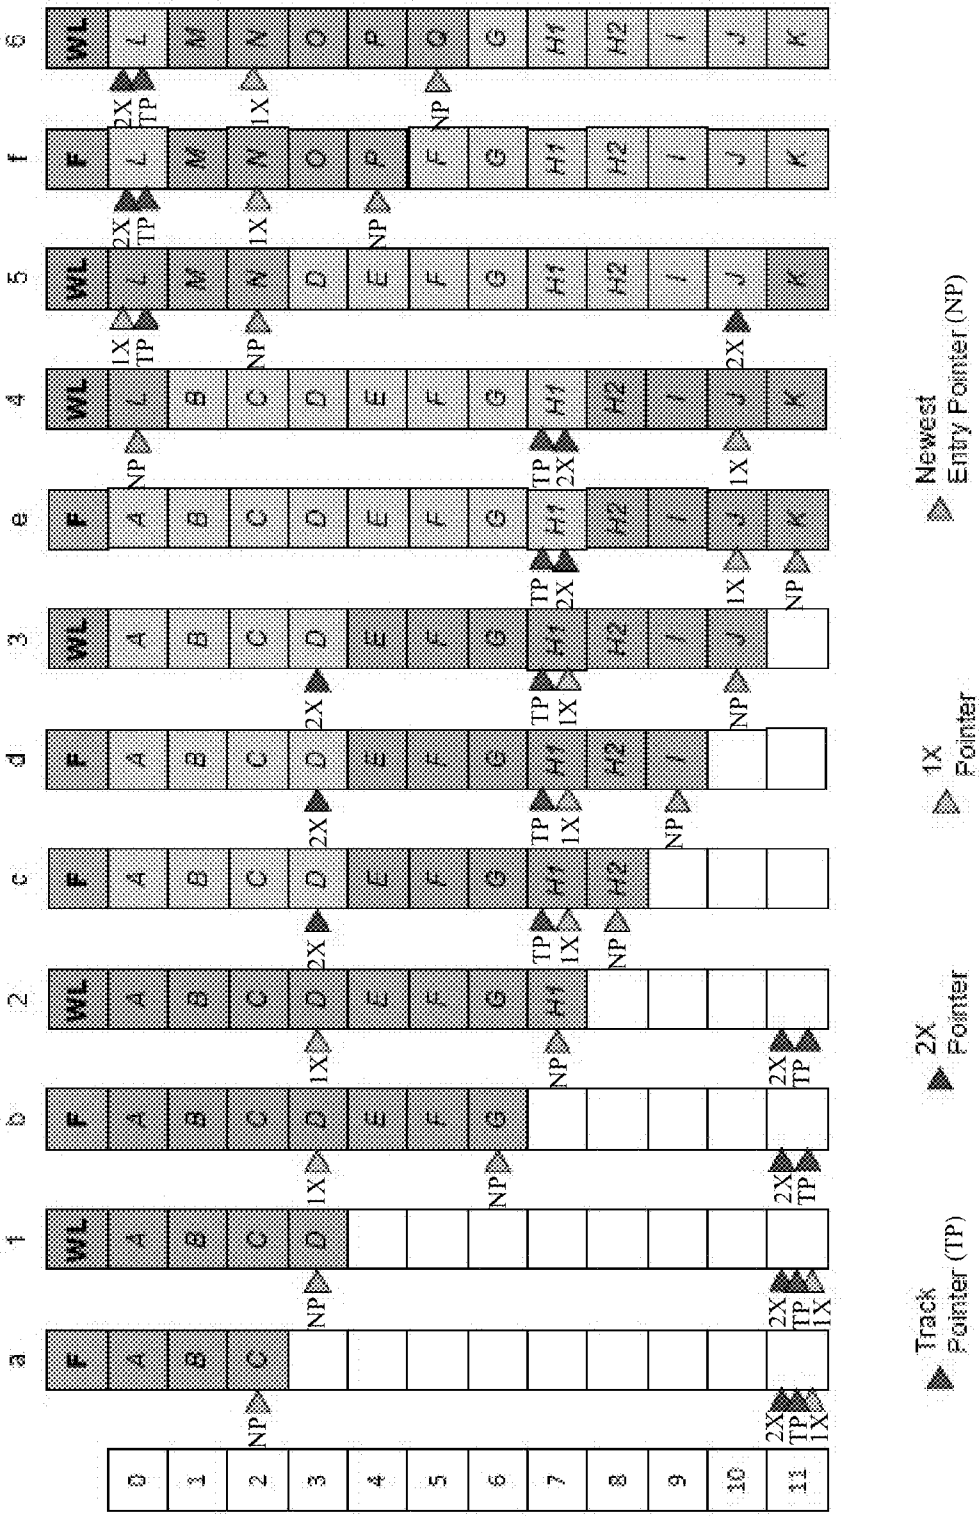 a 1 b 2 c d 3 e 4 5 f 6
F WL F WL F F WL F WL WL F WL
0 A A A A A A A A NP L 1X TP L 2X TP L 2X TP L
1 B B B B B B B B B M M M
2 NP C C C C C C C C C NP N 1X N 1X N
3 NP D 1X D 1X D 2X D 2X D 2X D D D D O O
4 E E E E E E E E NP P P
5 F F F F F F F F F NP Q
6 NP G G G G G G G G G G
7 NP H1 TP 1X H1 TP 1X H1 TP 1X H1 TP 2X H1 TP 2X H1 H1 H1 H1
8 NP H2 H2 H2 H2 H2 H2 H2 H2
9 NP I I I I I I I
10 NP J 1X J 1X J 2X J J J
11 2X TP 1X 2X TP 1X 2X TP 2X TP NP K K K K K
Track
Pointer (TP)
2X
Pointer
1X
Pointer
Newest
Entry Pointer (NP)